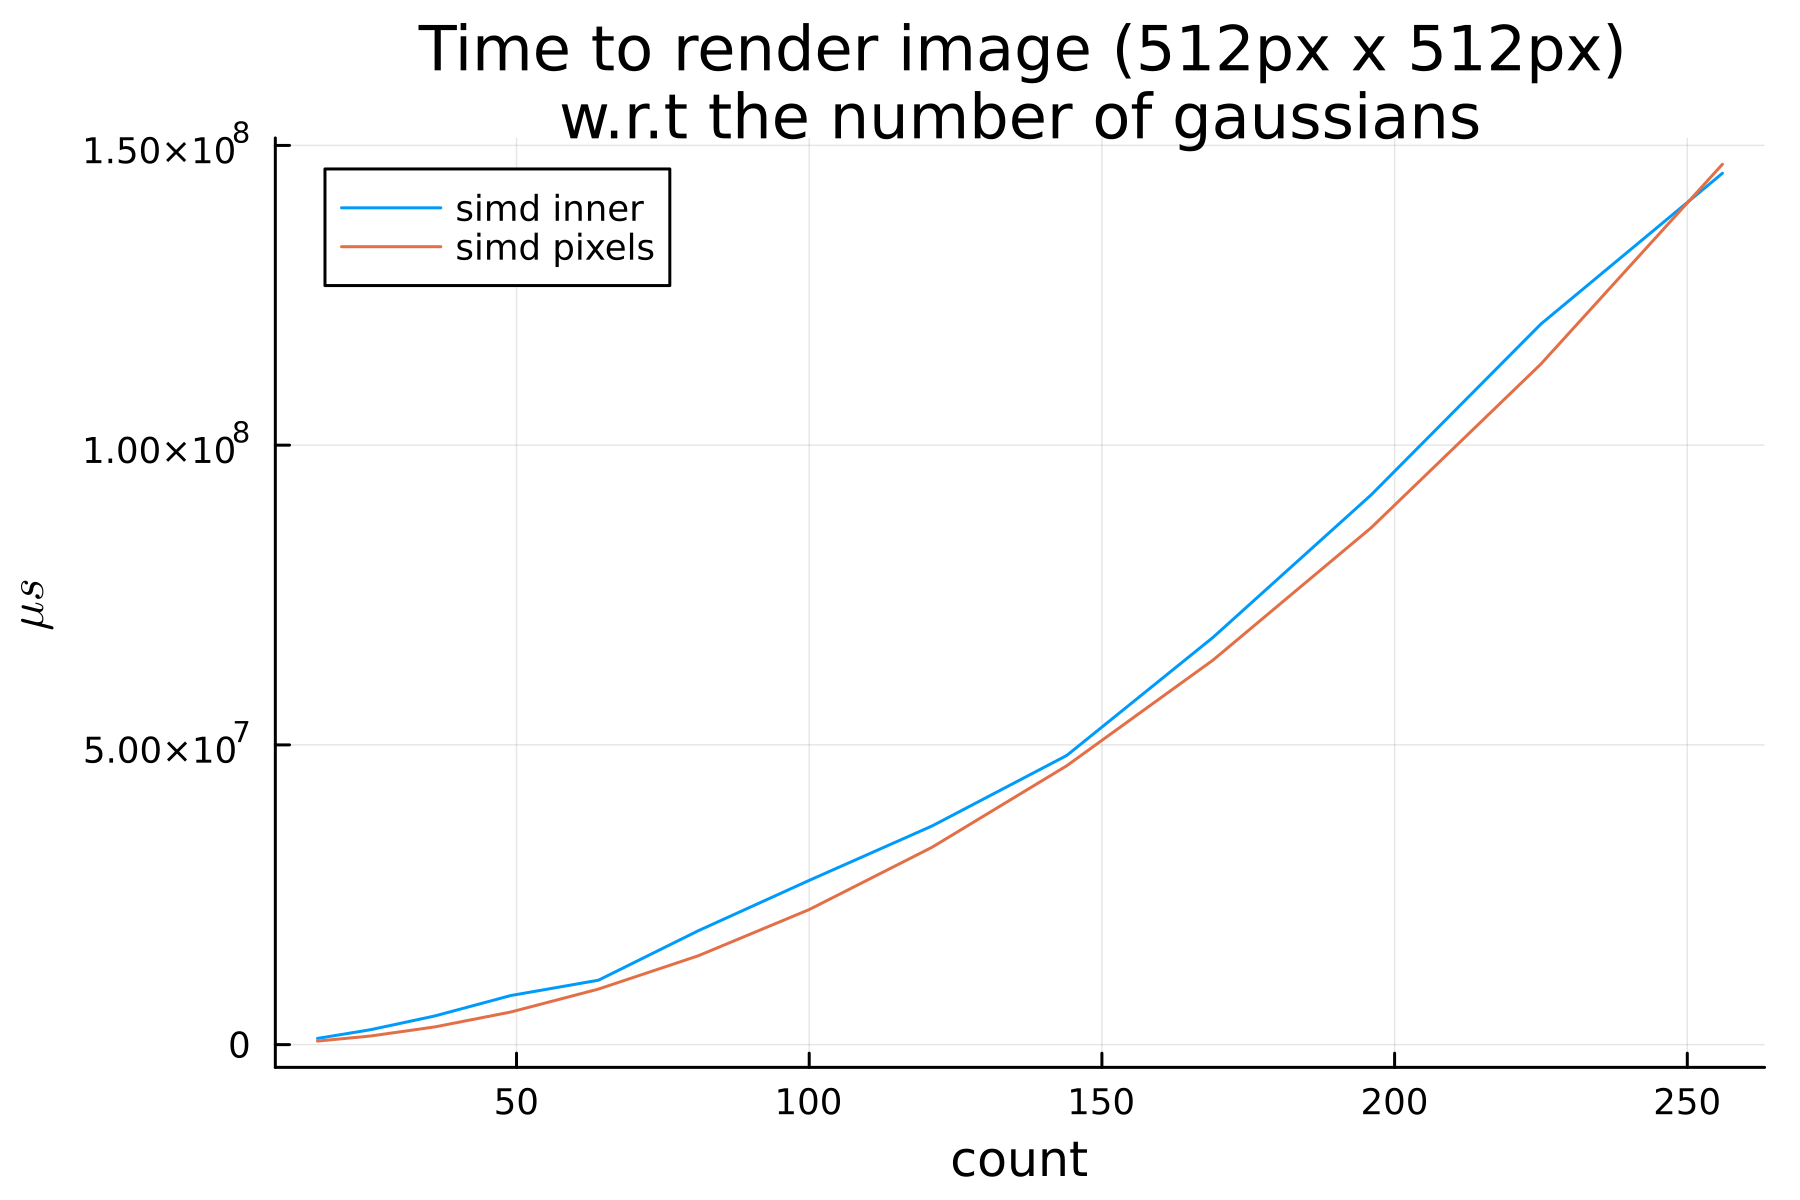 Time to render image (512px x 512px)
w.r.t the number of gaussians
1.50×10⁸
simd inner
simd pixels
1.00×10⁸
5.00×10⁷
0
μs
50 100 150 200 250
count